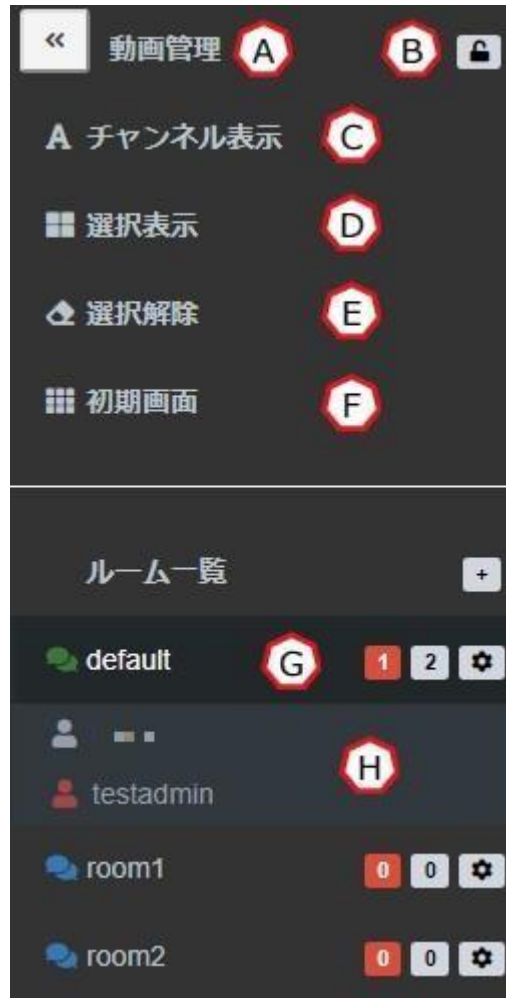 « 動画管理 A B
A チャンネル表示 C
選択表示 D
選択解除 E
初期画面 F
ルーム一覧 +
default G 1 2
H
testadmin
room1 0 0
room2 0 0